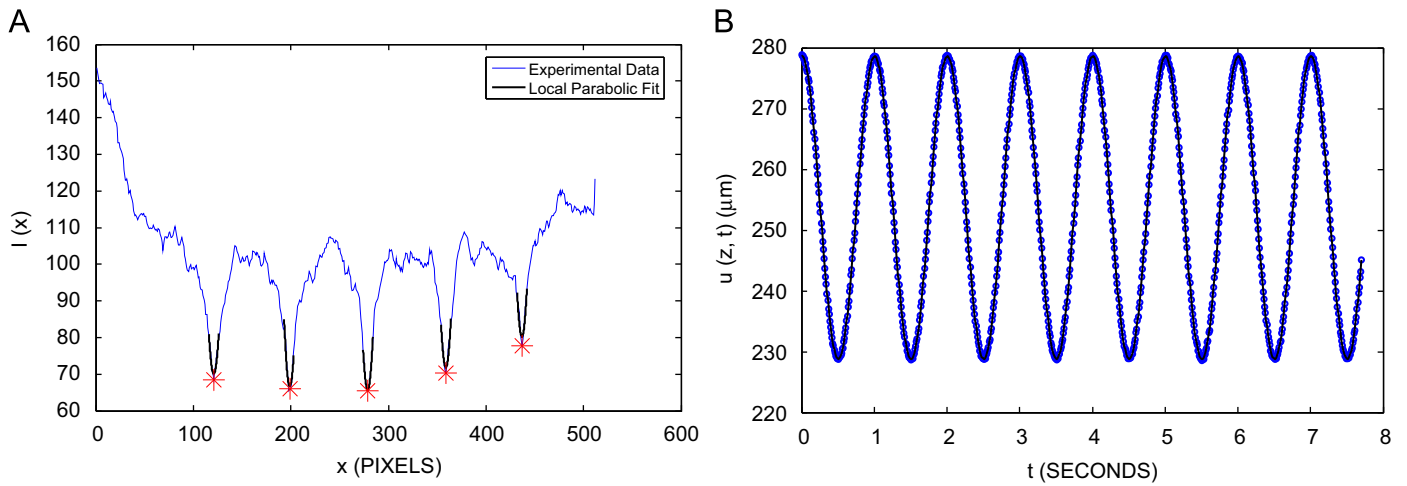 A
160
150
140
130
120
110
100
90
80
70
60
I (x)
Experimental Data
Local Parabolic Fit
0 100 200 300 400 500 600
x (PIXELS)
B
280
270
260
250
240
230
220
u (z, t) (μm)
0 1 2 3 4 5 6 7 8
t (SECONDS)